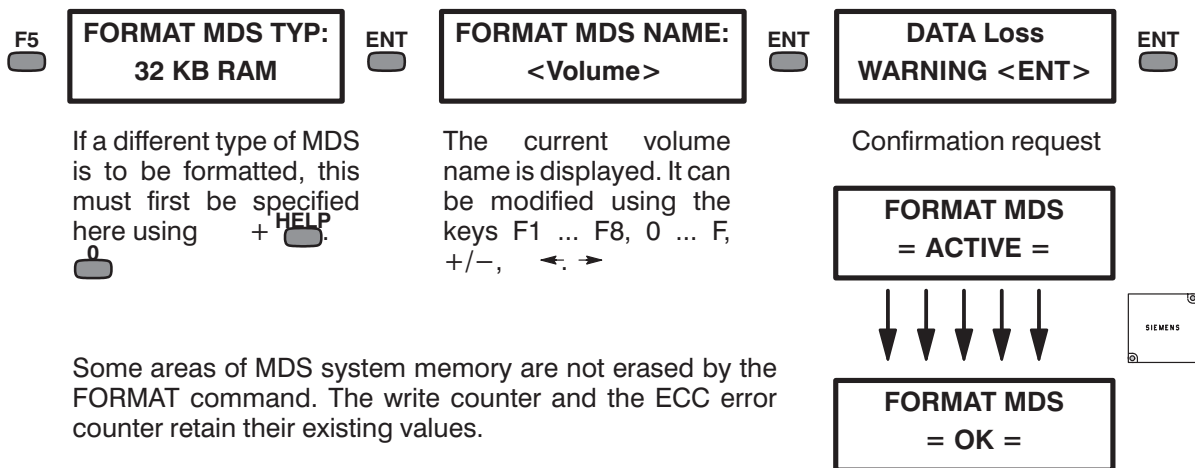 F5
FORMAT MDS TYP:
32 KB RAM
ENT
FORMAT MDS NAME:
<Volume>
ENT
DATA Loss
WARNING <ENT>
ENT
If a different type of MDS
is to be formatted, this
must first be specified
here using + HELP.
0
The current volume
name is displayed. It can
be modified using the
keys F1 ... F8, 0 ... F,
+/−, ←. →
Confirmation request
FORMAT MDS
= ACTIVE =
SIEMENS
Some areas of MDS system memory are not erased by the
FORMAT command. The write counter and the ECC error
counter retain their existing values.
FORMAT MDS
= OK =